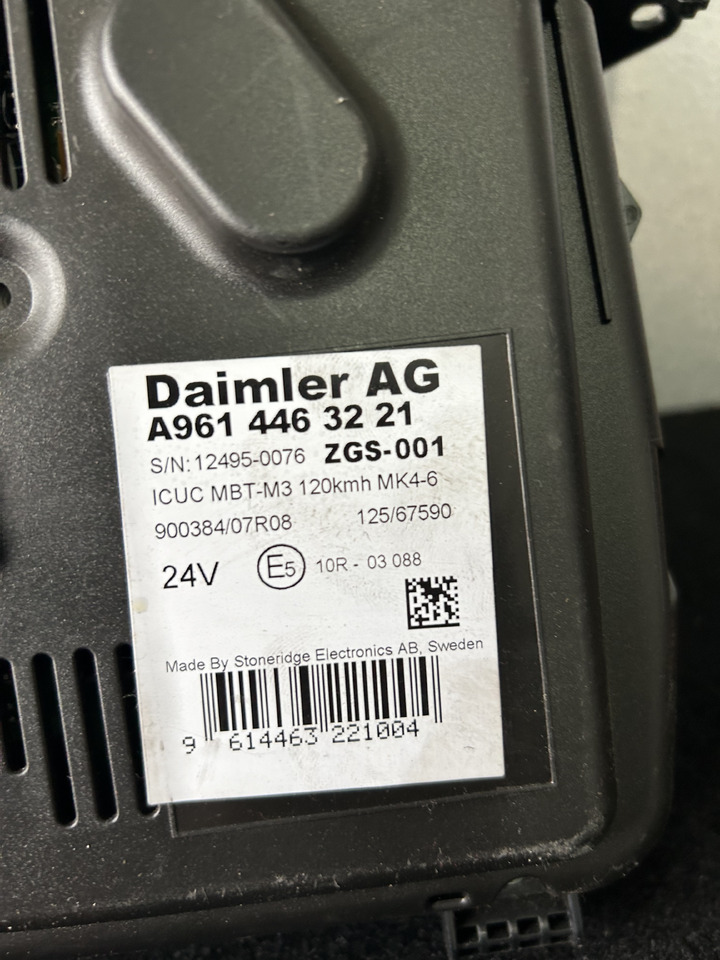 Daimler AG
A961 446 32 21
S/N: 12495-0076 ZGS-001
ICUC MBT-M3 120kmh MK4-6
900384/07R08 125/67590
24V E5 10R - 03 088
Made By Stoneridge Electronics AB, Sweden
9 614463 221004